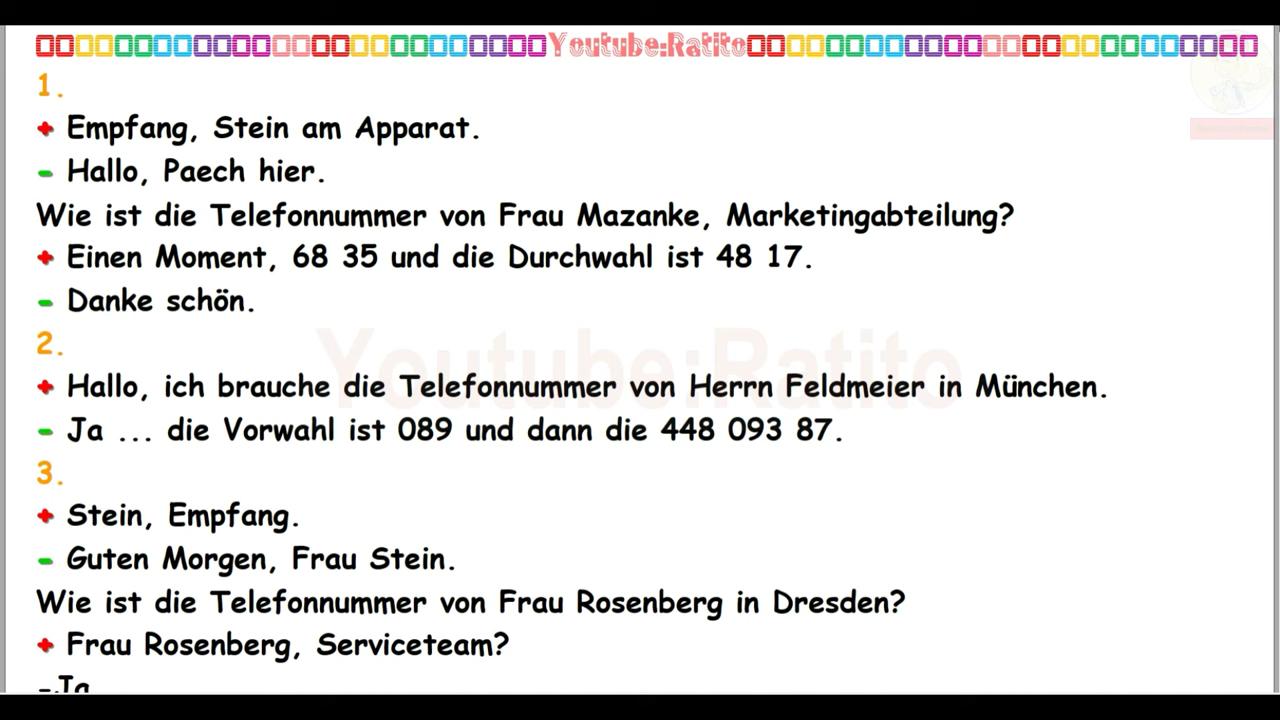 Youtube:Ratito
1.
+ Empfang, Stein am Apparat.
- Hallo, Paech hier.
Wie ist die Telefonnummer von Frau Mazanke, Marketingabteilung?
+ Einen Moment, 68 35 und die Durchwahl ist 48 17.
- Danke schön.
2.
Youtube:Ratito
+ Hallo, ich brauche die Telefonnummer von Herrn Feldmeier in München.
- Ja ... die Vorwahl ist 089 und dann die 448 093 87.
3.
+ Stein, Empfang.
- Guten Morgen, Frau Stein.
Wie ist die Telefonnummer von Frau Rosenberg in Dresden?
+ Frau Rosenberg, Serviceteam?
-Ja